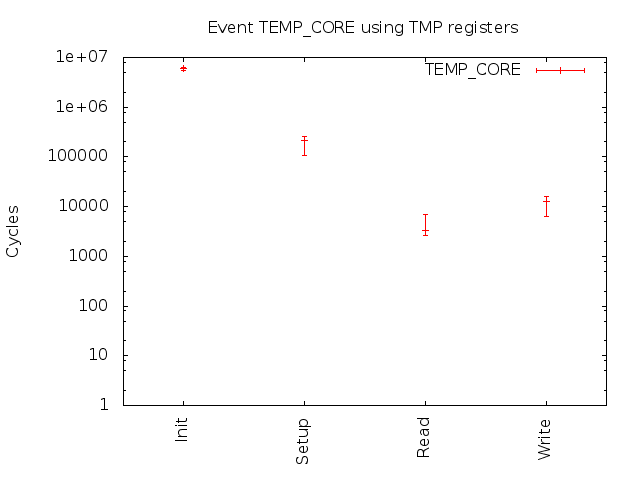 Event TEMP_CORE using TMP registers
TEMP_CORE
1e+07
1e+06
100000
10000
1000
100
10
1
Cycles
Init
Setup
Read
Write